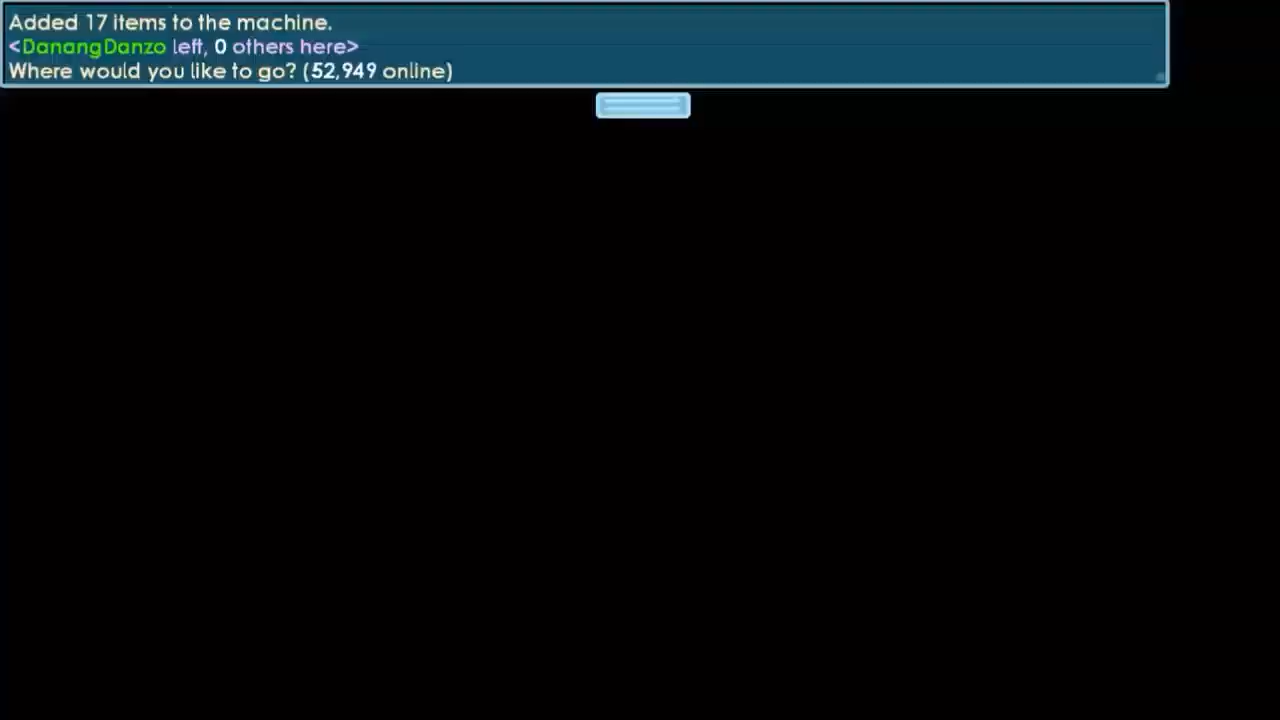 Added 17 items to the machine.
<DanangDanzo left, 0 others here>
Where would you like to go? (52,949 online)